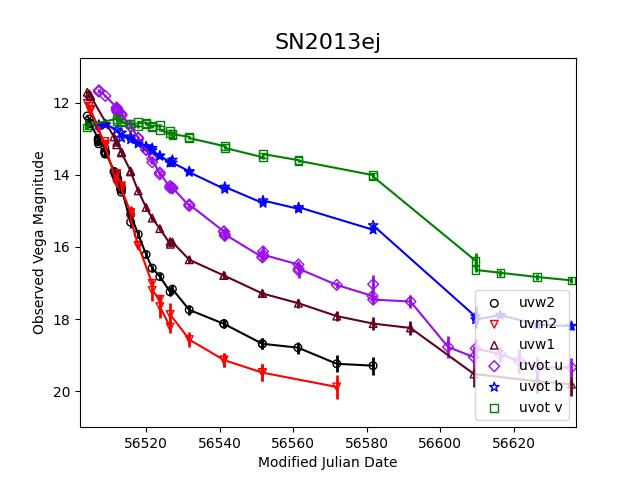 SN2013ej
Observed Vega Magnitude
12
14
16
18
20
uvw2
uvm2
uvw1
uvot u
uvot b
uvot v
56520 56540 56560 56580 56600 56620
Modified Julian Date